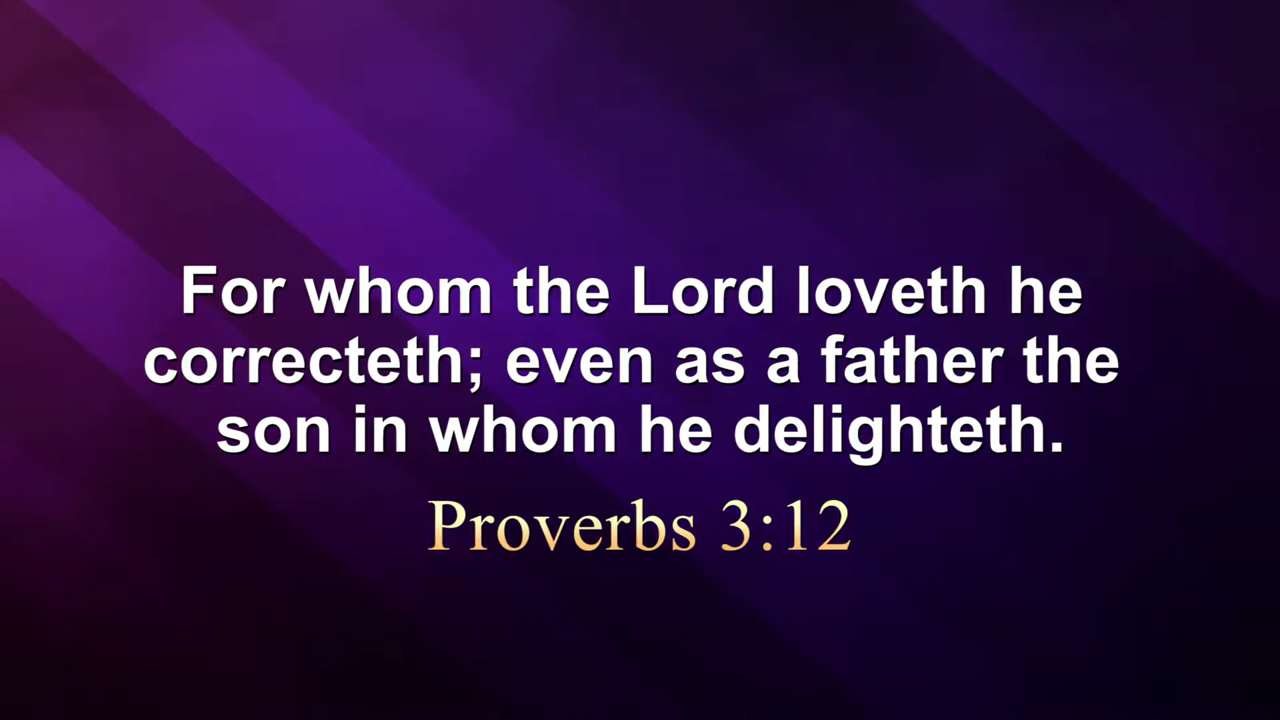 For whom the Lord loveth he
correcteth; even as a father the
son in whom he delighteth.
Proverbs 3:12